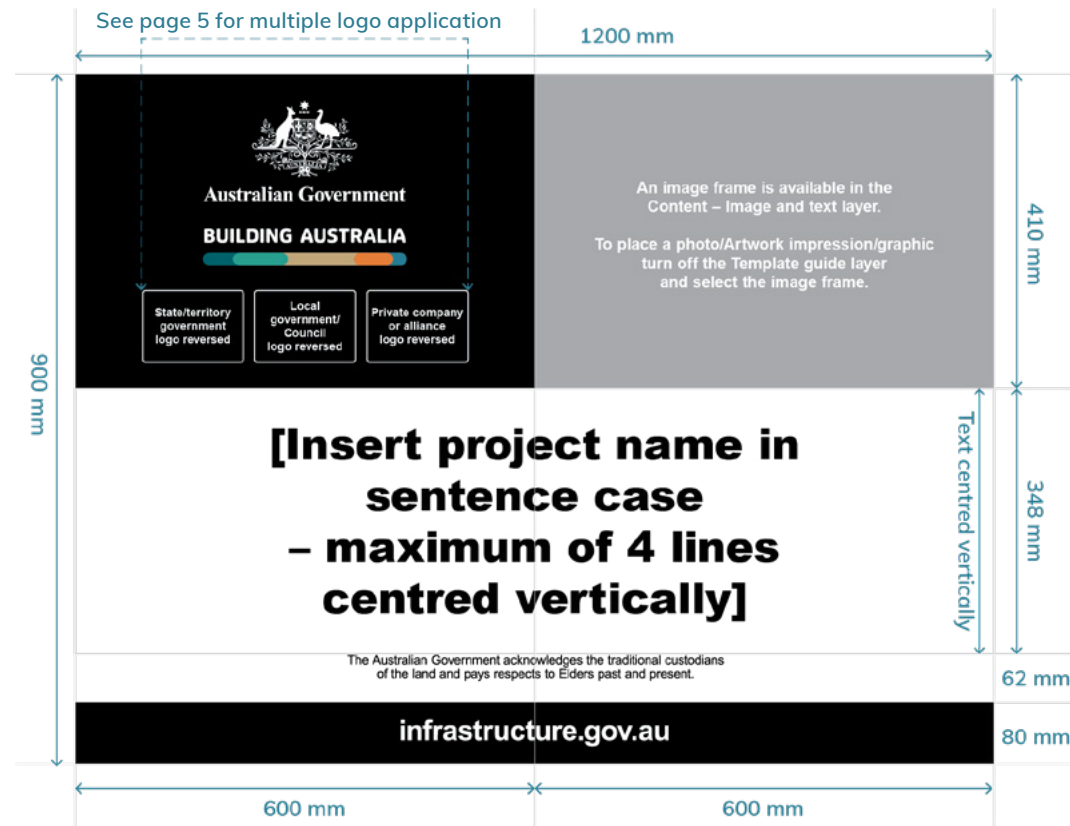 See page 5 for multiple logo application
1200 mm
Australian Government
BUILDING AUSTRALIA
State/territory
government
logo reversed
Local
government/
Council
logo reversed
Private company
or alliance
logo reversed
An image frame is available in the
Content – Image and text layer.
To place a photo/Artwork impression/graphic
turn off the Template guide layer
and select the image frame.
410 mm
900 mm
[Insert project name in
sentence case
– maximum of 4 lines
centred vertically]
Text centred vertically
348 mm
The Australian Government acknowledges the traditional custodians
of the land and pays respects to Elders past and present.
62 mm
infrastructure.gov.au
80 mm
600 mm
600 mm